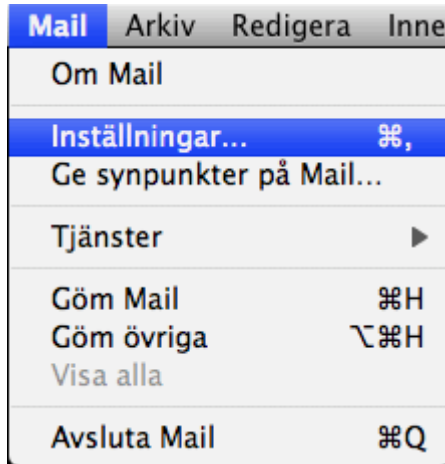 Mail Arkiv Redigera Inne
Om Mail
Inställningar... ⌘,
Ge synpunkter på Mail...
Tjänster ▶
Göm Mail ⌘H
Göm övriga ⌥⌘H
Visa alla
Avsluta Mail ⌘Q